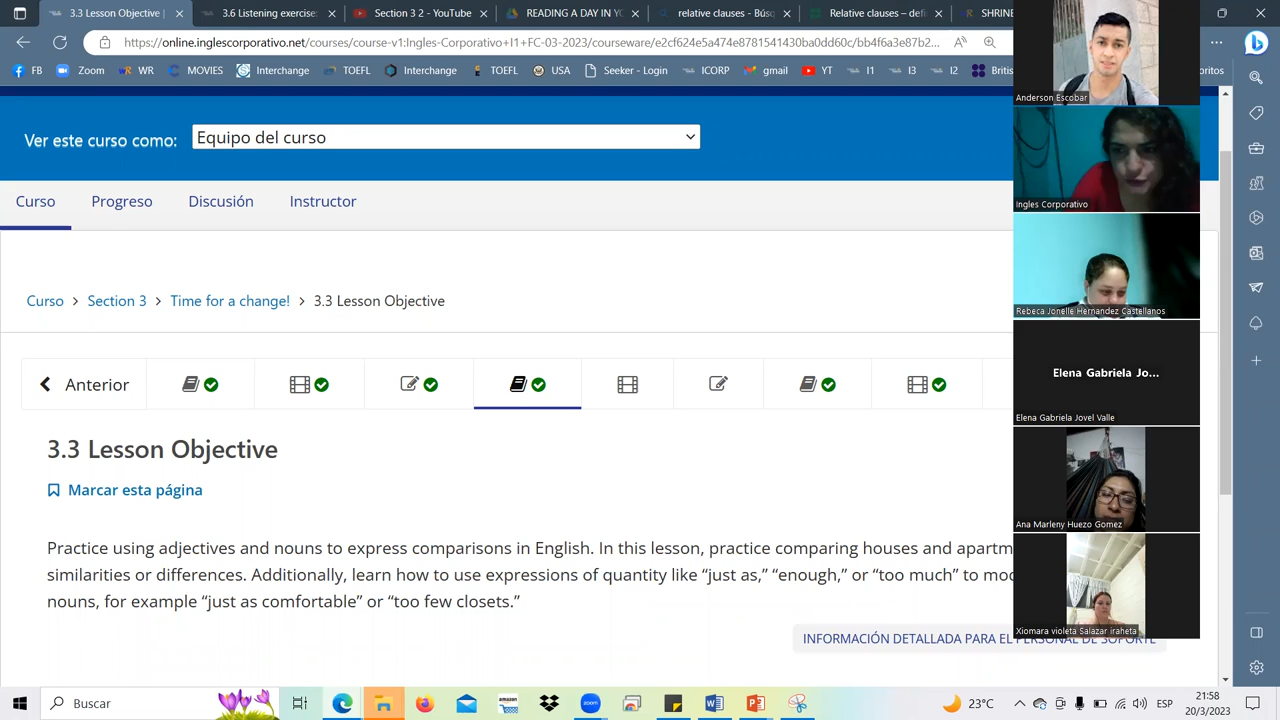 3.3 Lesson Objective | Section 3
3.6 Listening exercise
Section 3 2 - YouTube
READING A DAY IN YO
relative clauses - Búsq
Relative clauses — defi
SHRINE
https://online.inglescorporativo.net/courses/course-v1:Ingles-Corporativo+I1+FC-03-2023/courseware/e2cf624e5a474e8781541430ba0dd60c/bb4f6a3e87b2...
FB
Zoom
WR
MOVIES
Interchange
TOEFL
Interchange
TOEFL
USA
Seeker - Login
ICORP
gmail
YT
I1
I3
I2
Britis
oritos
Ver este curso como:
Equipo del curso
Curso
Progreso
Discusión
Instructor
Curso > Section 3 > Time for a change! > 3.3 Lesson Objective
Anterior
3.3 Lesson Objective
Marcar esta página
Practice using adjectives and nouns to express comparisons in English. In this lesson, practice comparing houses and apartm
similarities or differences. Additionally, learn how to use expressions of quantity like “just as,” “enough,” or “too much” to mod
nouns, for example “just as comfortable” or “too few closets.”
INFORMACIÓN DETALLADA PARA EL PERSONAL DE SOPORTE
Anderson Escobar
Ingles Corporativo
Rebeca Jonelle Hernandez Castellanos
Elena Gabriela Jo...
Elena Gabriela Jovel Valle
Ana Marleny Huezo Gomez
Xiomara violeta Salazar iraheta
Buscar
23°C
ESP
21:58
20/3/2023